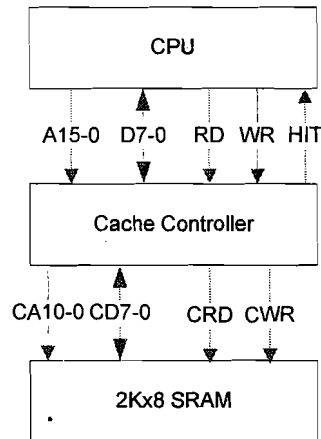 CPU
A15-0 D7-0 RD WR HIT
Cache Controller
CA10-0 CD7-0 CRD CWR
2Kx8 SRAM